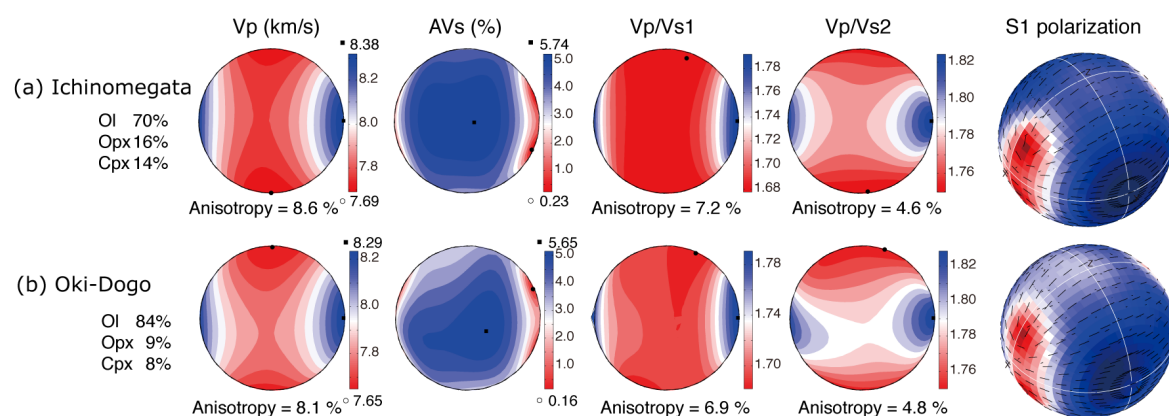 Vp (km/s) AVs (%) Vp/Vs1 Vp/Vs2 S1 polarization
(a) Ichinomegata
Ol 70%
Opx 16%
Cpx 14%
8.38
8.2
8.0
7.8
7.69
Anisotropy = 8.6 %
5.74
5.0
4.0
3.0
2.0
1.0
0.23
1.78
1.76
1.74
1.72
1.70
1.68
Anisotropy = 7.2 %
1.82
1.80
1.78
1.76
Anisotropy = 4.6 %
(b) Oki-Dogo
Ol 84%
Opx 9%
Cpx 8%
8.29
8.2
8.0
7.8
7.65
Anisotropy = 8.1 %
5.65
5.0
4.0
3.0
2.0
1.0
0.16
1.78
1.74
1.70
Anisotropy = 6.9 %
1.82
1.80
1.78
1.76
Anisotropy = 4.8 %